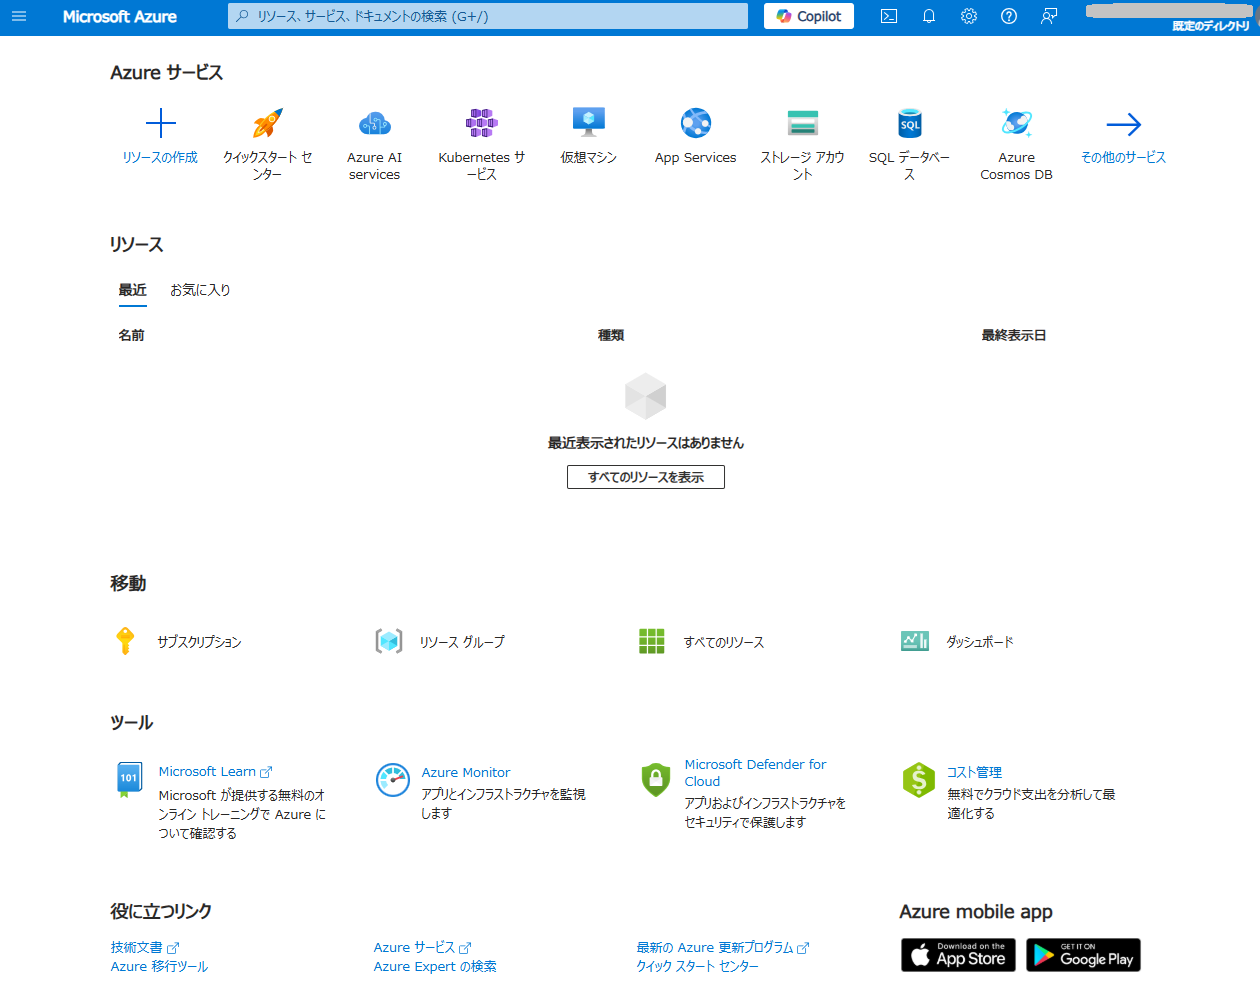 Microsoft Azure
リソース、サービス、ドキュメントの検索 (G+/)
Copilot
既定のディレクトリ
Azure サービス
リソースの作成
クイックスタート セ
ンター
Azure AI
services
Kubernetes サ
ービス
仮想マシン
App Services
ストレージ アカウ
ント
SQL
SQL データベー
ス
Azure
Cosmos DB
その他のサービス
リソース
最近
お気に入り
名前
種類
最終表示日
最近表示されたリソースはありません
すべてのリソースを表示
移動
サブスクリプション
リソース グループ
すべてのリソース
ダッシュボード
ツール
101
Microsoft Learn
Microsoft が提供する無料のオ
ンライン トレーニングで Azure に
ついて確認する
Azure Monitor
アプリとインフラストラクチャを監視
します
Microsoft Defender for
Cloud
アプリおよびインフラストラクチャを
セキュリティで保護します
コスト管理
無料でクラウド支出を分析して最
適化する
役に立つリンク
技術文書
Azure 移行ツール
Azure サービス
Azure Expert の検索
最新の Azure 更新プログラム
クイック スタート センター
Azure mobile app
Download on the
App Store
GET IT ON
Google Play